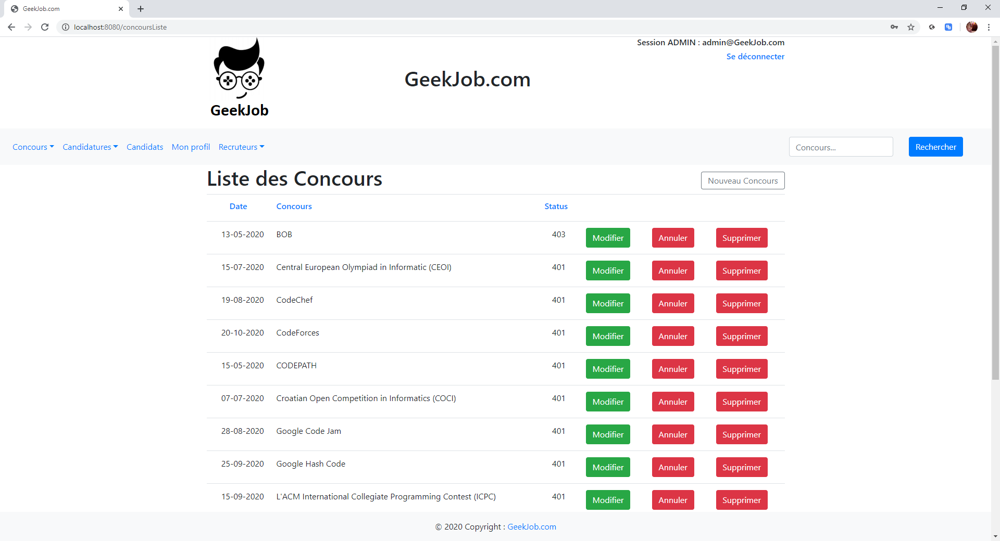 GeekJob.com
localhost:8080/concoursListe
Session ADMIN : admin@GeekJob.com
Se déconnecter
GeekJob.com
GeekJob
Concours Candidatures Candidats Mon profil Recruteurs Concours... Rechercher
Liste des Concours Nouveau Concours
Date Concours Status
13-05-2020 BOB 403 Modifier Annuler Supprimer
15-07-2020 Central European Olympiad in Informatic (CEOI) 401 Modifier Annuler Supprimer
19-08-2020 CodeChef 401 Modifier Annuler Supprimer
20-10-2020 CodeForces 401 Modifier Annuler Supprimer
15-05-2020 CODEPATH 401 Modifier Annuler Supprimer
07-07-2020 Croatian Open Competition in Informatics (COCI) 401 Modifier Annuler Supprimer
28-08-2020 Google Code Jam 401 Modifier Annuler Supprimer
25-09-2020 Google Hash Code 401 Modifier Annuler Supprimer
15-09-2020 L'ACM International Collegiate Programming Contest (ICPC) 401 Modifier Annuler Supprimer
© 2020 Copyright : GeekJob.com